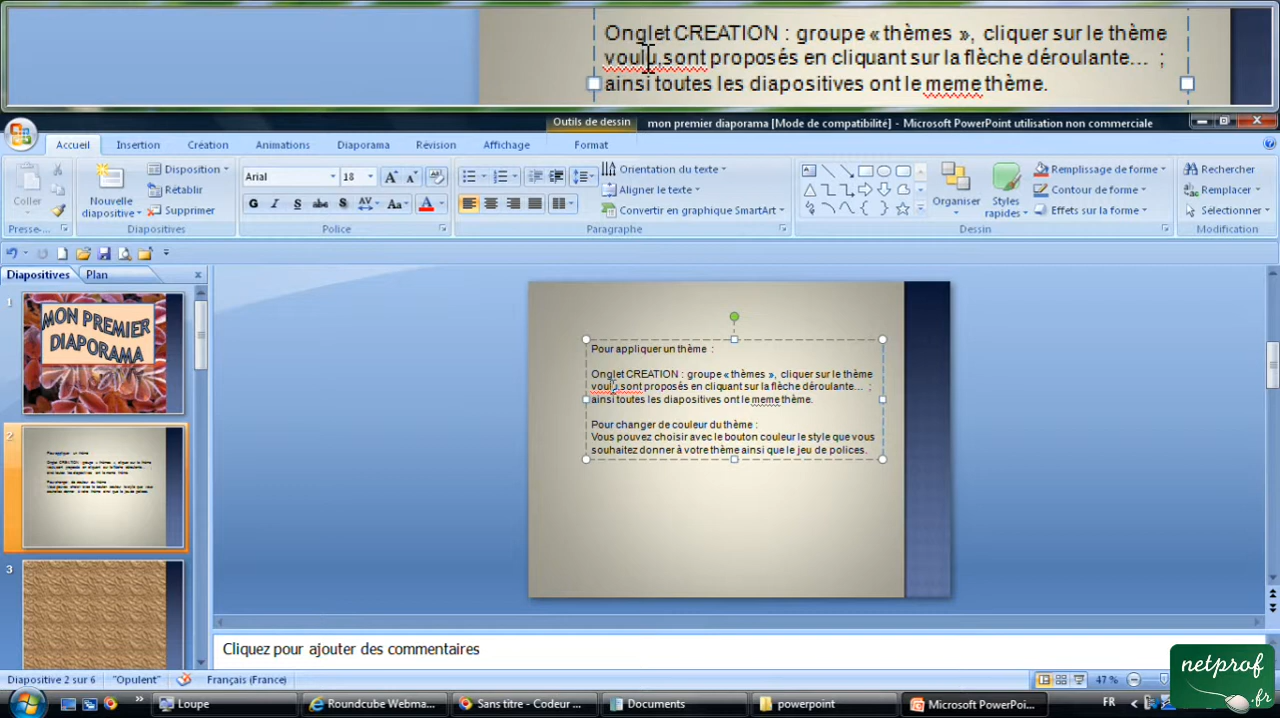 Onglet CREATION : groupe « thèmes », cliquer sur le thème
voulu,sont proposés en cliquant sur la flèche déroulante... ;
ainsi toutes les diapositives ont le meme thème.
Outils de dessin
mon premier diaporama [Mode de compatibilité] - Microsoft PowerPoint utilisation non commerciale
Accueil Insertion Création Animations Diaporama Révision Affichage Format
Coller
Nouvelle
diapositive
Disposition
Rétablir
Supprimer
Arial 18
G I S abc S AV Aa A
Orientation du texte
Aligner le texte
Convertir en graphique SmartArt
Organiser
Styles
rapides
Remplissage de forme
Contour de forme
Effets sur la forme
Rechercher
Remplacer
Sélectionner
Presse-... Diapositives Police Paragraphe Dessin Modification
Diapositives Plan
1
MON PREMIER
DIAPORAMA
2
3
Pour appliquer un thème :
Onglet CREATION : groupe « thèmes », cliquer sur le thème
voulu,sont proposés en cliquant sur la flèche déroulante... ;
ainsi toutes les diapositives ont le meme thème.
Pour changer de couleur du thème :
Vous pouvez choisir avec le bouton couleur le style que vous
souhaitez donner à votre thème ainsi que le jeu de polices.
Cliquez pour ajouter des commentaires
Diapositive 2 sur 6 "Opulent" Français (France) 47 %
netprof
.fr
Loupe Roundcube Webma... Sans titre - Codeur ... Documents powerpoint Microsoft PowerPoi... FR